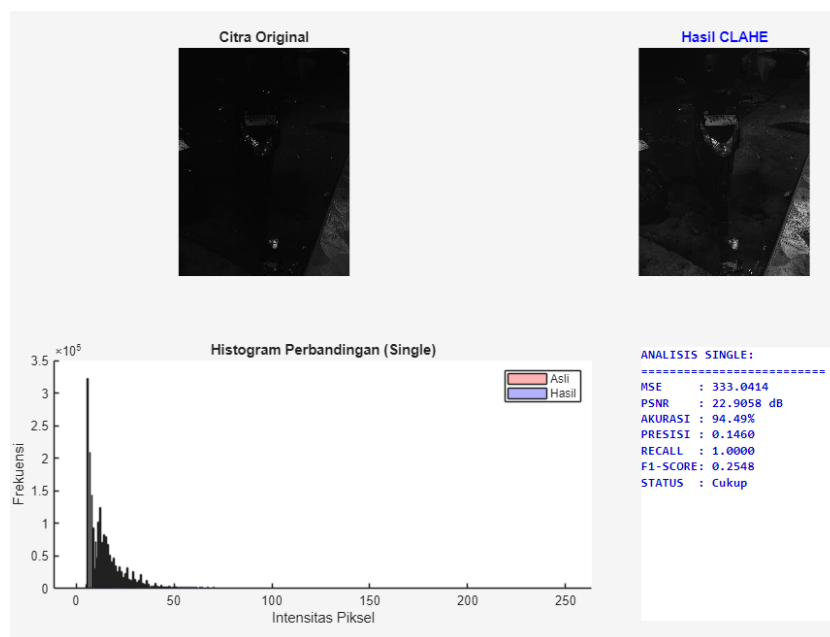 Citra Original
Hasil CLAHE
Histogram Perbandingan (Single)
×10⁵
3.5
3
2.5
2
1.5
1
0.5
0
Frekuensi
0 50 100 150 200 250
Intensitas Piksel
Asli
Hasil
ANALISIS SINGLE:
==========================
MSE : 333.0414
PSNR : 22.9058 dB
AKURASI : 94.49%
PRESISI : 0.1460
RECALL : 1.0000
F1-SCORE: 0.2548
STATUS : Cukup